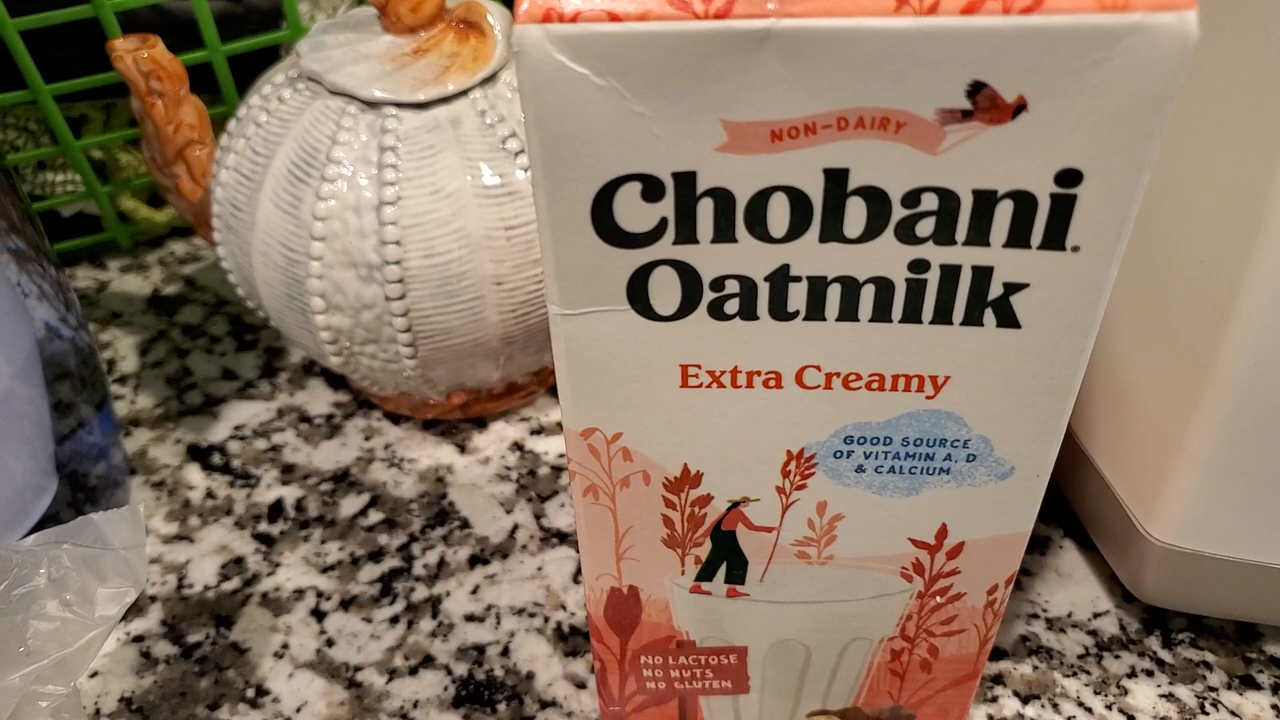 NON-DAIRY
Chobani®
Oatmilk
Extra Creamy
GOOD SOURCE
OF VITAMIN A, D
& CALCIUM
NO LACTOSE
NO NUTS
NO GLUTEN